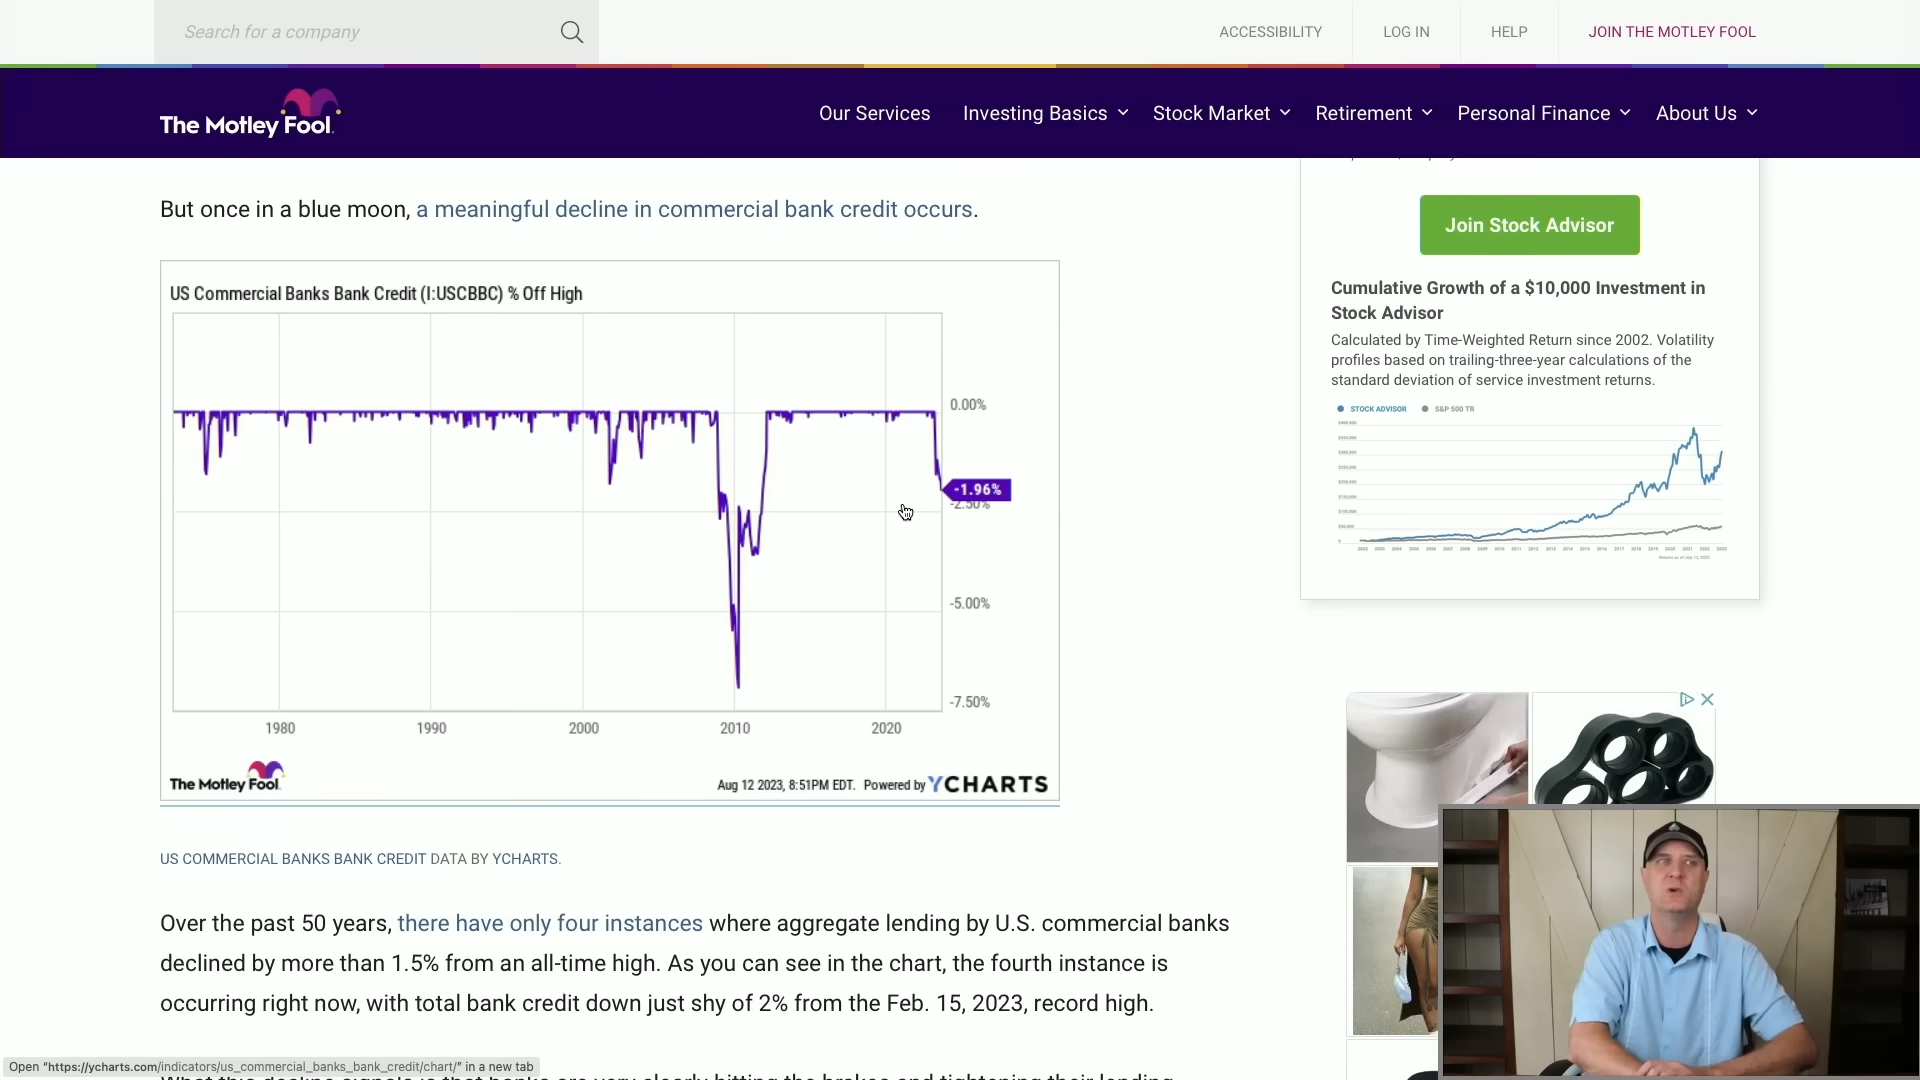 Search for a company
ACCESSIBILITY
LOG IN
HELP
JOIN THE MOTLEY FOOL
The Motley Fool.
Our Services
Investing Basics
Stock Market
Retirement
Personal Finance
About Us
But once in a blue moon, a meaningful decline in commercial bank credit occurs.
US Commercial Banks Bank Credit (I:USCBBC) % Off High
0.00%
-1.96%
-2.50%
-5.00%
-7.50%
1980
1990
2000
2010
2020
The Motley Fool.
Aug 12 2023, 8:51PM EDT. Powered by YCHARTS
US COMMERCIAL BANKS BANK CREDIT DATA BY YCHARTS.
Over the past 50 years, there have only four instances where aggregate lending by U.S. commercial banks
declined by more than 1.5% from an all-time high. As you can see in the chart, the fourth instance is
occurring right now, with total bank credit down just shy of 2% from the Feb. 15, 2023, record high.
Join Stock Advisor
Cumulative Growth of a $10,000 Investment in
Stock Advisor
Calculated by Time-Weighted Return since 2002. Volatility
profiles based on trailing-three-year calculations of the
standard deviation of service investment returns.
STOCK ADVISOR
S&P 500 TR
Open "https://ycharts.com/indicators/us_commercial_banks_bank_credit/chart/" in a new tab